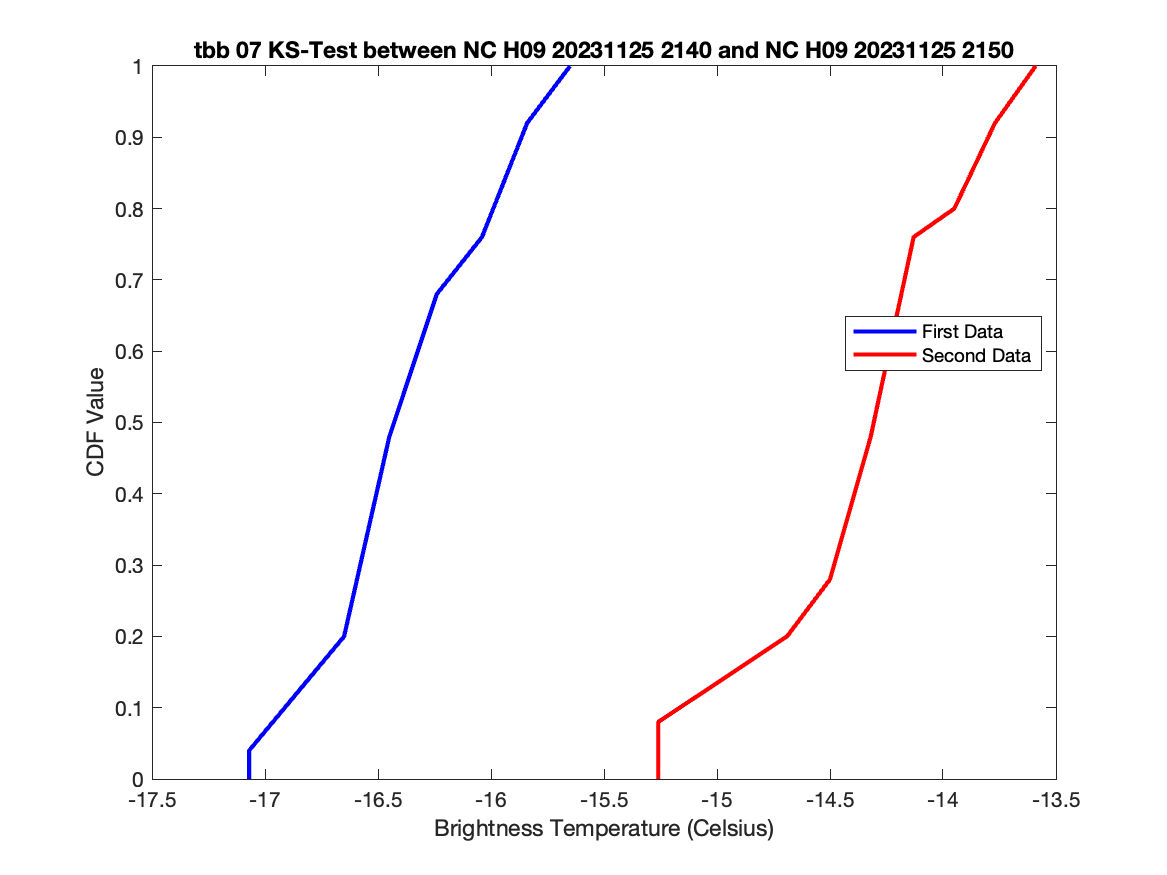 tbb 07 KS-Test between NC H09 20231125 2140 and NC H09 20231125 2150
1
0.9
0.8
0.7
0.6
0.5
0.4
0.3
0.2
0.1
0
CDF Value
First Data
Second Data
-17.5 -17 -16.5 -16 -15.5 -15 -14.5 -14 -13.5
Brightness Temperature (Celsius)